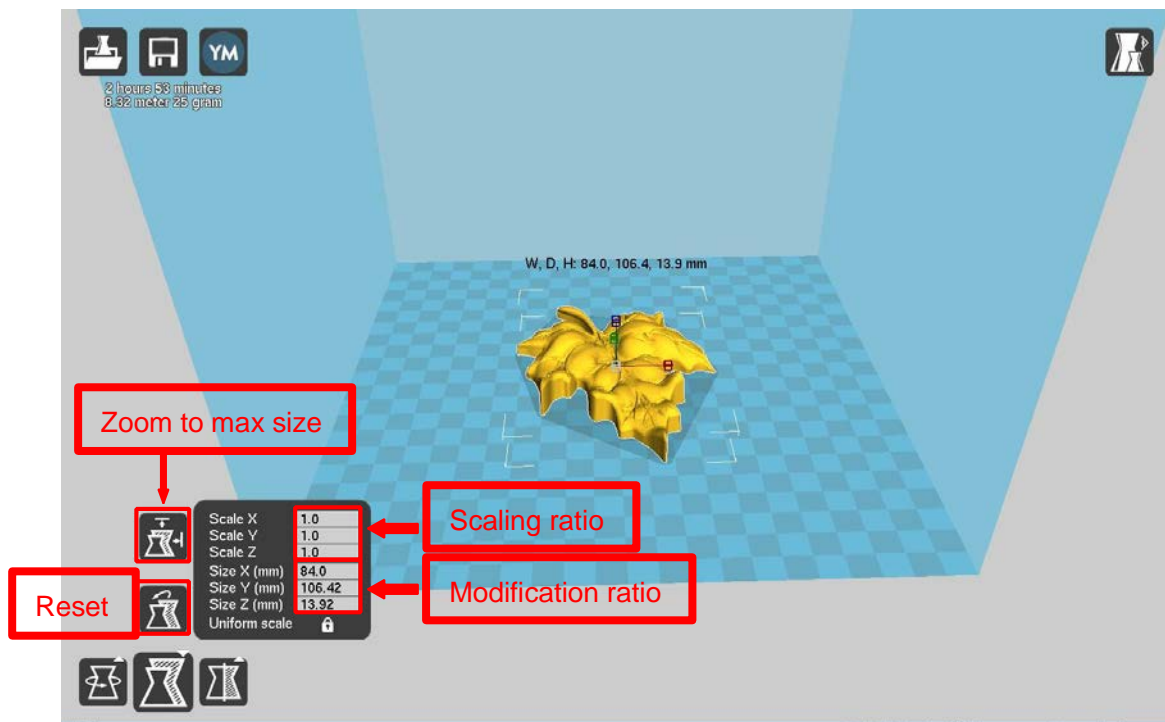 YM
2 hours 53 minutes
8.32 meter 25 gram
W, D, H: 84.0, 106.4, 13.9 mm
Zoom to max size
Scale X 1.0
Scale Y 1.0
Scale Z 1.0
Size X (mm) 84.0
Size Y (mm) 106.42
Size Z (mm) 13.92
Uniform scale
Scaling ratio
Modification ratio
Reset